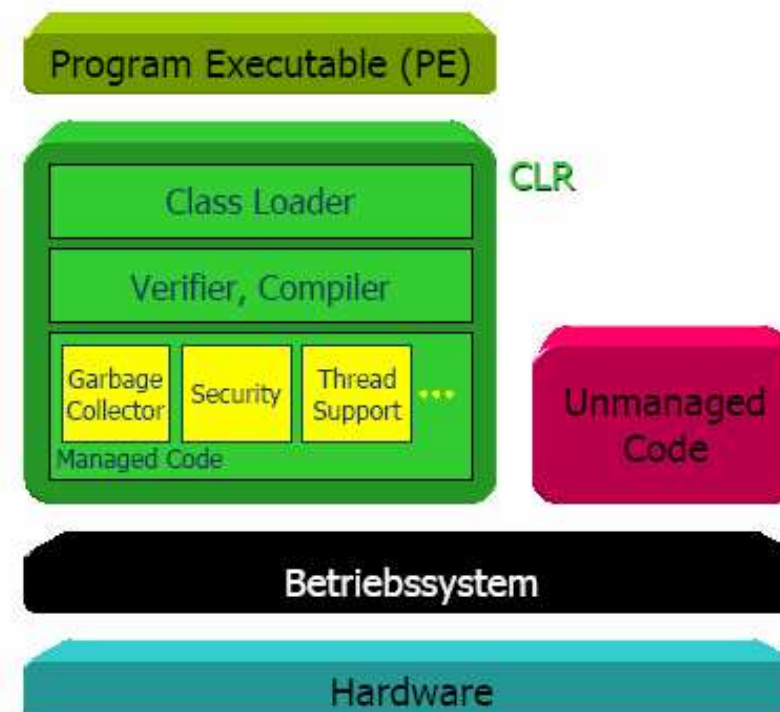 Program Executable (PE)
CLR
Class Loader
Verifier, Compiler
Garbage
Collector
Security
Thread
Support
...
Managed Code
Unmanaged
Code
Betriebssystem
Hardware